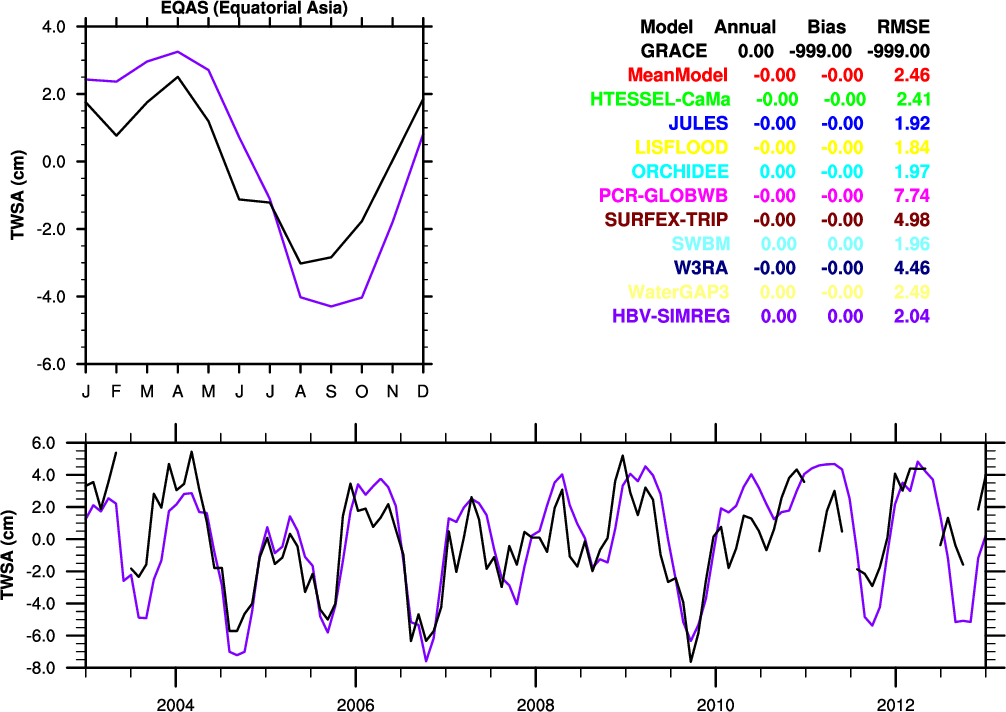 EQAS (Equatorial Asia)
4.0
2.0
0.0
-2.0
-4.0
-6.0
TWSA (cm)
J F M A M J J A S O N D
Model Annual Bias RMSE
GRACE 0.00 -999.00 -999.00
MeanModel -0.00 -0.00 2.46
HTESSEL-CaMa -0.00 -0.00 2.41
JULES -0.00 -0.00 1.92
LISFLOOD -0.00 -0.00 1.84
ORCHIDEE 0.00 -0.00 1.97
PCR-GLOBWB -0.00 -0.00 7.74
SURFEX-TRIP -0.00 -0.00 4.98
SWBM 0.00 0.00 1.96
W3RA -0.00 -0.00 4.46
WaterGAP3 0.00 -0.00 2.49
HBV-SIMREG 0.00 0.00 2.04
6.0
4.0
2.0
0.0
-2.0
-4.0
-6.0
-8.0
TWSA (cm)
2004 2006 2008 2010 2012